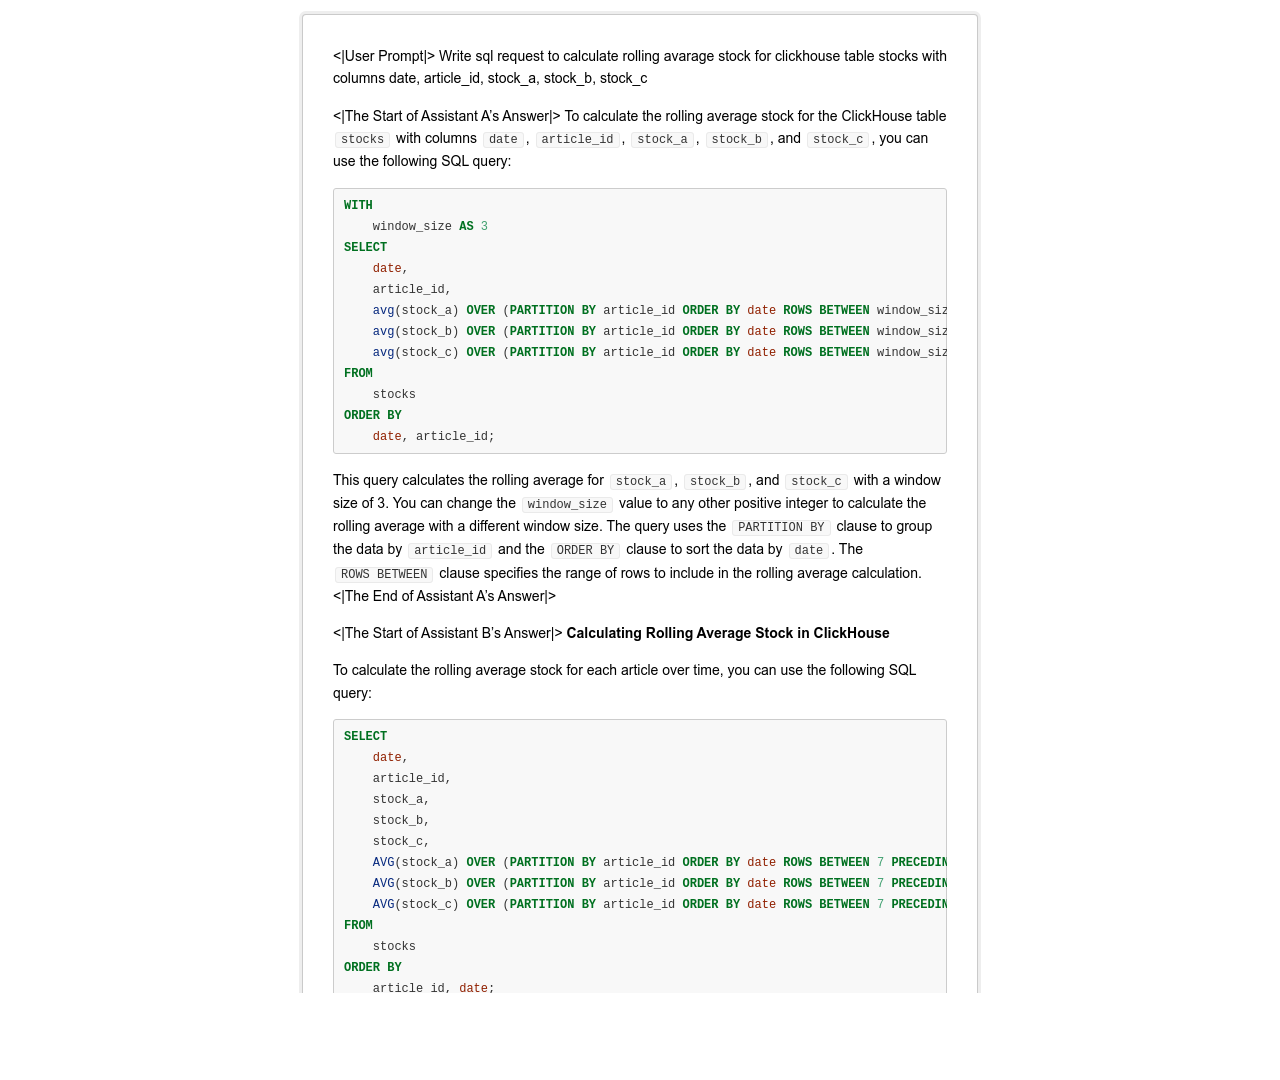 <|User Prompt|> Write sql request to calculate rolling avarage stock for clickhouse table stocks with
columns date, article_id, stock_a, stock_b, stock_c
<|The Start of Assistant A’s Answer|> To calculate the rolling average stock for the ClickHouse table
stocks with columns date, article_id, stock_a, stock_b, and stock_c, you can
use the following SQL query:
WITH
    window_size AS 3
SELECT
    date,
    article_id,
    avg(stock_a) OVER (PARTITION BY article_id ORDER BY date ROWS BETWEEN window_siz
    avg(stock_b) OVER (PARTITION BY article_id ORDER BY date ROWS BETWEEN window_siz
    avg(stock_c) OVER (PARTITION BY article_id ORDER BY date ROWS BETWEEN window_siz
FROM
    stocks
ORDER BY
    date, article_id;
This query calculates the rolling average for stock_a, stock_b, and stock_c with a window
size of 3. You can change the window_size value to any other positive integer to calculate the
rolling average with a different window size. The query uses the PARTITION BY clause to group
the data by article_id and the ORDER BY clause to sort the data by date. The
ROWS BETWEEN clause specifies the range of rows to include in the rolling average calculation.
<|The End of Assistant A’s Answer|>
<|The Start of Assistant B’s Answer|> Calculating Rolling Average Stock in ClickHouse
To calculate the rolling average stock for each article over time, you can use the following SQL
query:
SELECT
    date,
    article_id,
    stock_a,
    stock_b,
    stock_c,
    AVG(stock_a) OVER (PARTITION BY article_id ORDER BY date ROWS BETWEEN 7 PRECEDIN
    AVG(stock_b) OVER (PARTITION BY article_id ORDER BY date ROWS BETWEEN 7 PRECEDIN
    AVG(stock_c) OVER (PARTITION BY article_id ORDER BY date ROWS BETWEEN 7 PRECEDIN
FROM
    stocks
ORDER BY
    article_id, date;